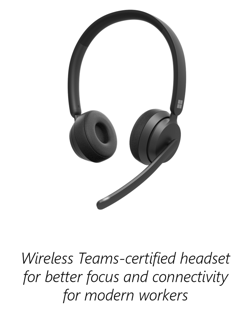 Wireless Teams-certified headset
for better focus and connectivity
for modern workers